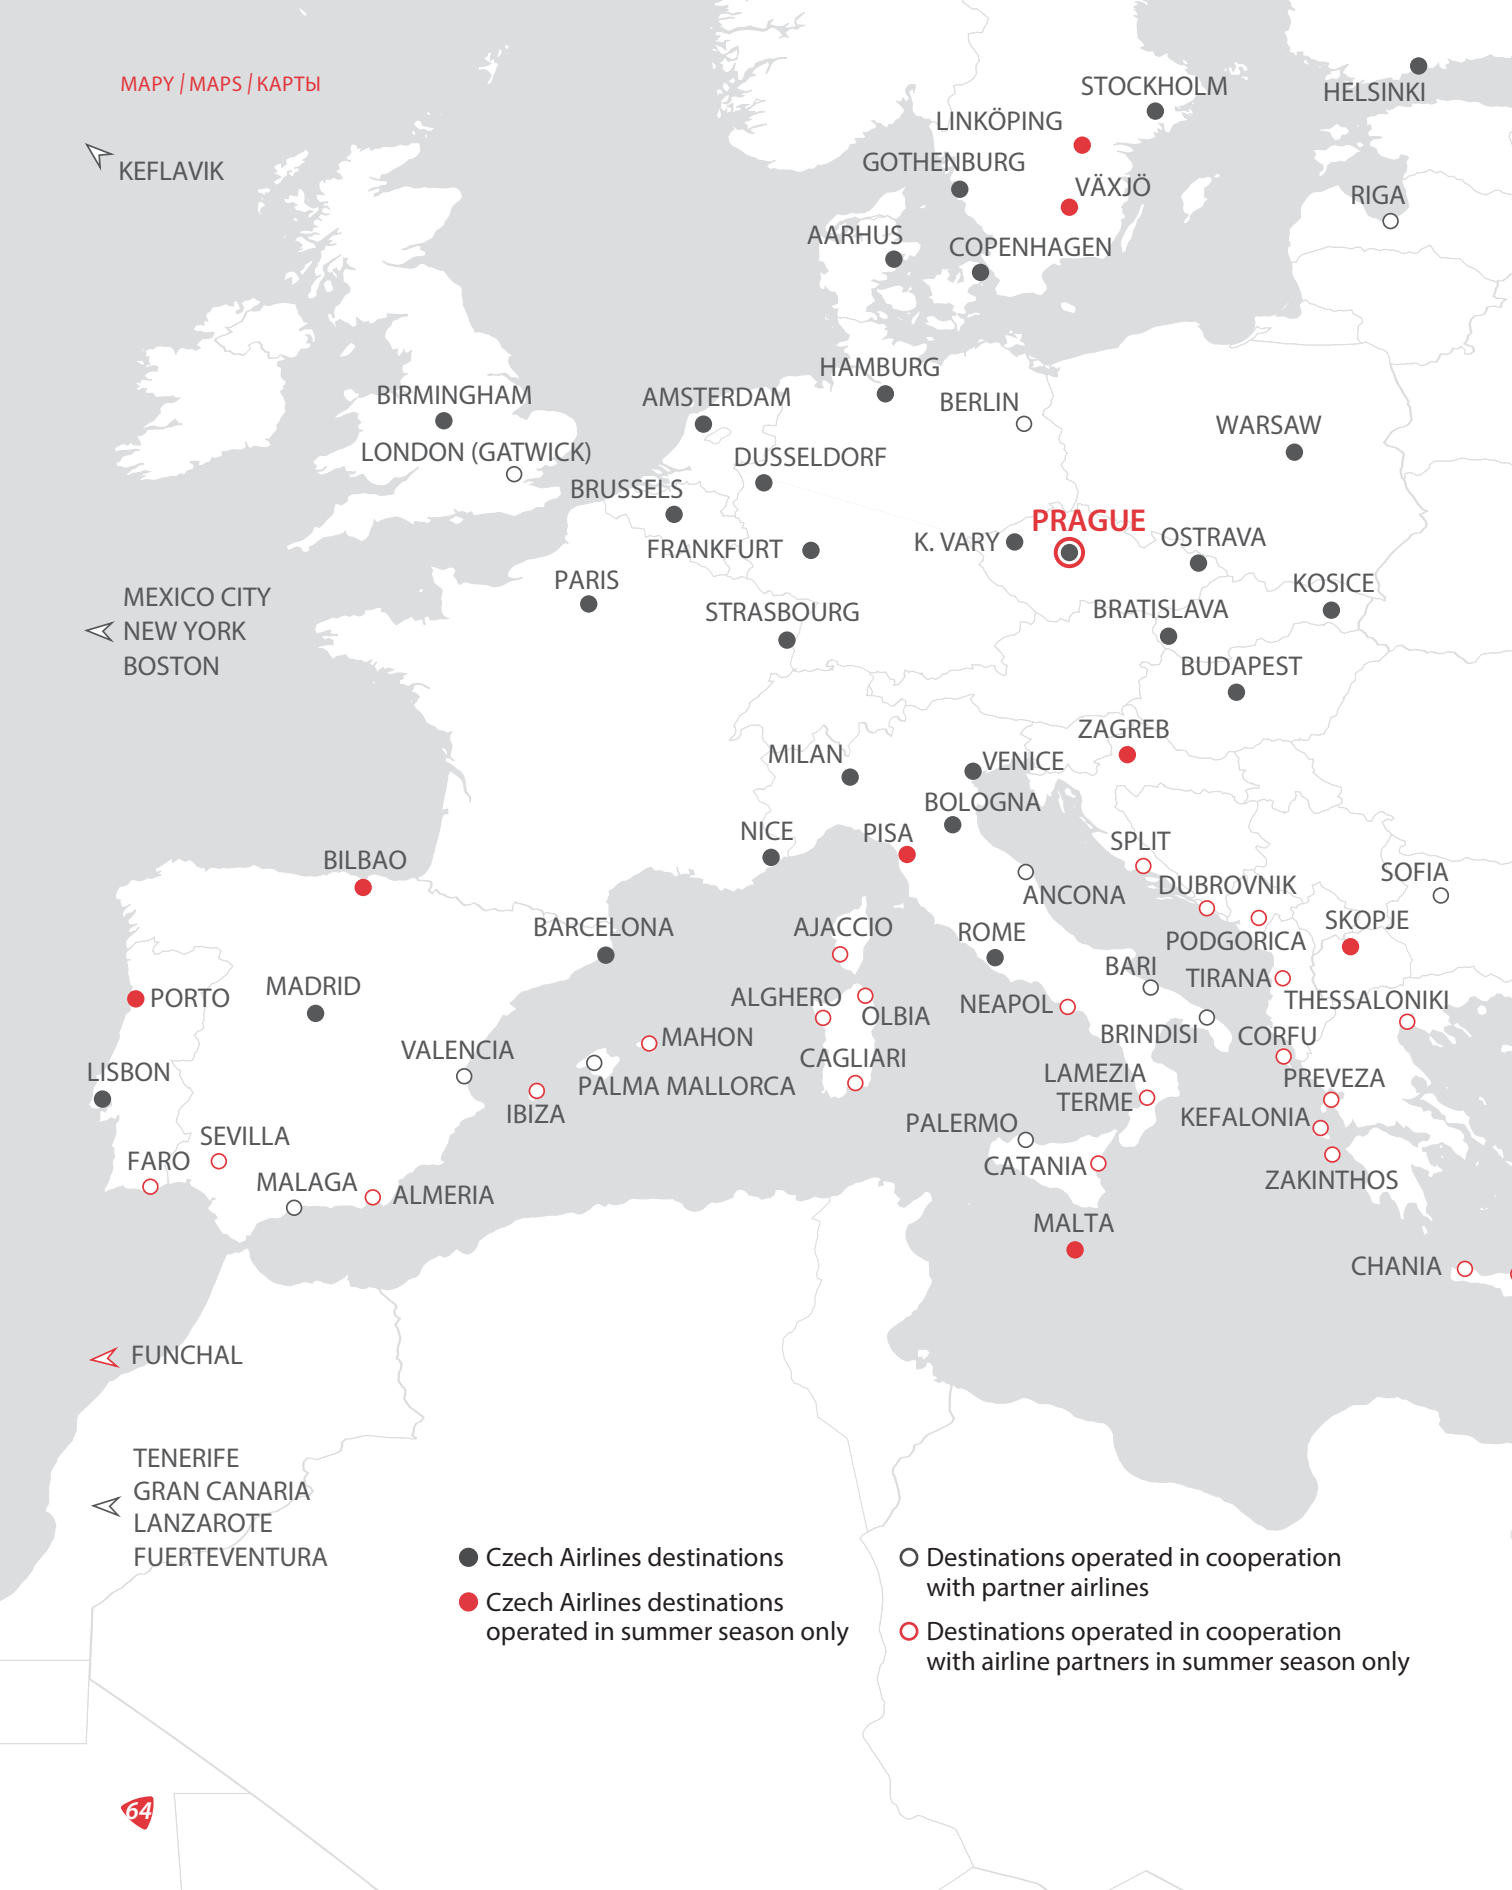 MAPY / MAPS / КАРТЫ
KEFLAVIK
STOCKHOLM
HELSINKI
LINKÖPING
GOTHENBURG
VÄXJÖ
RIGA
AARHUS
COPENHAGEN
HAMBURG
BIRMINGHAM
AMSTERDAM
BERLIN
WARSAW
LONDON (GATWICK)
DUSSELDORF
BRUSSELS
PRAGUE
FRANKFURT
K. VARY
OSTRAVA
PARIS
KOSICE
MEXICO CITY
NEW YORK
BOSTON
STRASBOURG
BRATISLAVA
BUDAPEST
ZAGREB
MILAN
VENICE
BOLOGNA
NICE
PISA
SPLIT
BILBAO
SOFIA
DUBROVNIK
ANCONA
BARCELONA
AJACCIO
ROME
SKOPJE
PODGORICA
BARI
TIRANA
MADRID
PORTO
ALGHERO
OLBIA
NEAPOL
THESSALONIKI
BRINDISI
CORFU
MAHON
VALENCIA
CAGLIARI
LISBON
PALMA MALLORCA
LAMEZIA
TERME
PREVEZA
IBIZA
KEFALONIA
PALERMO
SEVILLA
FARO
CATANIA
ZAKINTHOS
MALAGA
ALMERIA
MALTA
CHANIA
FUNCHAL
TENERIFE
GRAN CANARIA
LANZAROTE
FUERTEVENTURA
Czech Airlines destinations
Czech Airlines destinations
operated in summer season only
Destinations operated in cooperation
with partner airlines
Destinations operated in cooperation
with airline partners in summer season only
64